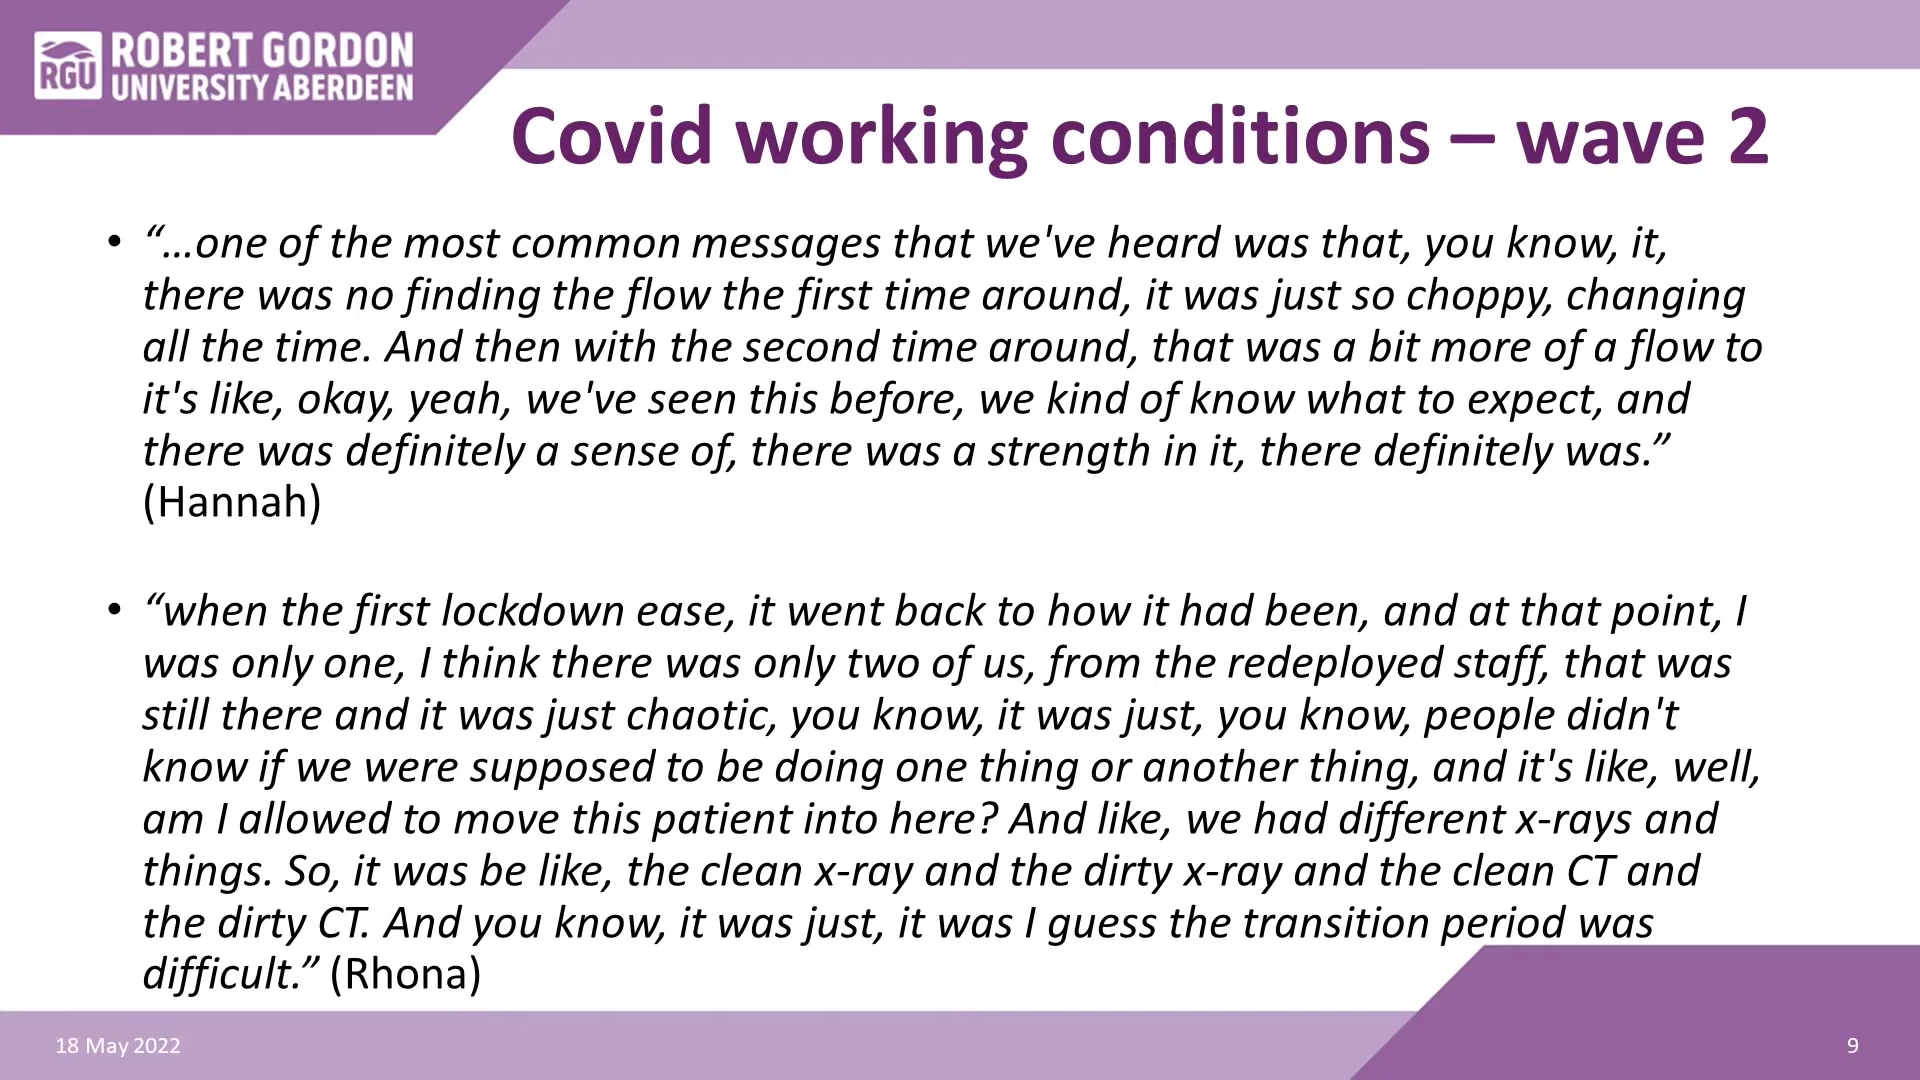 RGU
ROBERT GORDON
UNIVERSITY ABERDEEN
Covid working conditions – wave 2
• “…one of the most common messages that we've heard was that, you know, it,
there was no finding the flow the first time around, it was just so choppy, changing
all the time. And then with the second time around, that was a bit more of a flow to
it's like, okay, yeah, we've seen this before, we kind of know what to expect, and
there was definitely a sense of, there was a strength in it, there definitely was.”
(Hannah)
• “when the first lockdown ease, it went back to how it had been, and at that point, I
was only one, I think there was only two of us, from the redeployed staff, that was
still there and it was just chaotic, you know, it was just, you know, people didn't
know if we were supposed to be doing one thing or another thing, and it's like, well,
am I allowed to move this patient into here? And like, we had different x-rays and
things. So, it was be like, the clean x-ray and the dirty x-ray and the clean CT and
the dirty CT. And you know, it was just, it was I guess the transition period was
difficult.” (Rhona)
18 May 2022
9